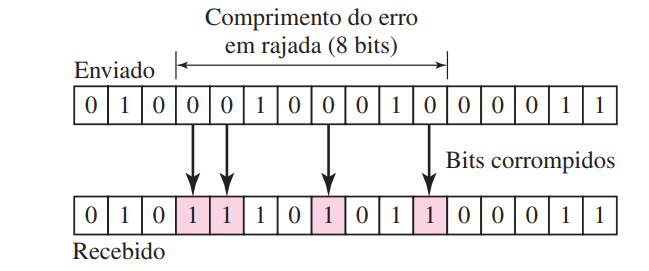 Comprimento do erro
em rajada (8 bits)
Enviado
0 1 0 0 0 1 0 0 0 1 0 0 0 0 1 1
Bits corrompidos
0 1 0 1 1 1 0 1 0 1 1 0 0 0 1 1
Recebido